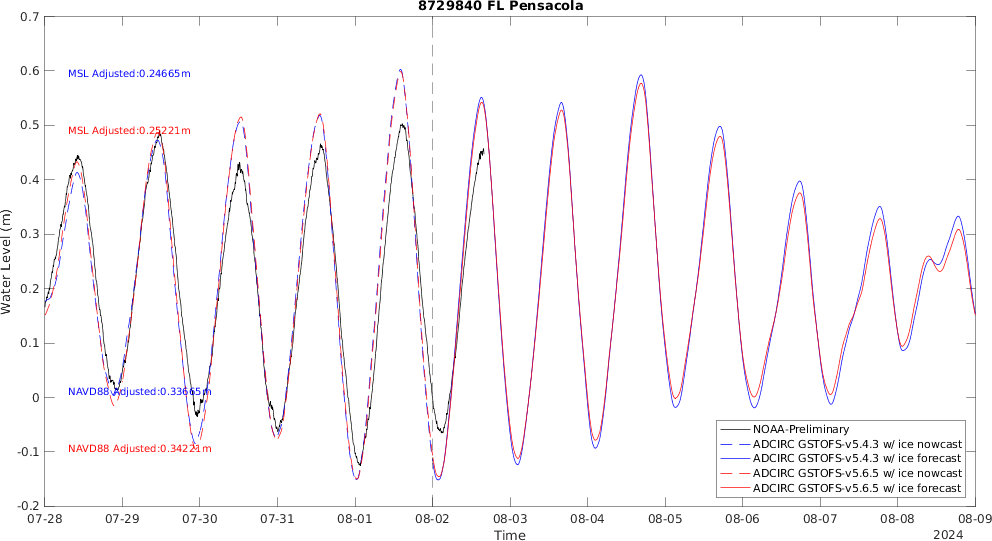 8729840 FL Pensacola
0.7
0.6
0.5
0.4
0.3
0.2
0.1
0
-0.1
-0.2
Water Level (m)
MSL Adjusted:0.24665m
MSL Adjusted:0.25221m
NAVD88 Adjusted:0.33665m
NAVD88 Adjusted:0.34221m
NOAA-Preliminary
ADCIRC GSTOFS-v5.4.3 w/ ice nowcast
ADCIRC GSTOFS-v5.4.3 w/ ice forecast
ADCIRC GSTOFS-v5.6.5 w/ ice nowcast
ADCIRC GSTOFS-v5.6.5 w/ ice forecast
07-28 07-29 07-30 07-31 08-01 08-02 08-03 08-04 08-05 08-06 08-07 08-08 08-09
Time
2024